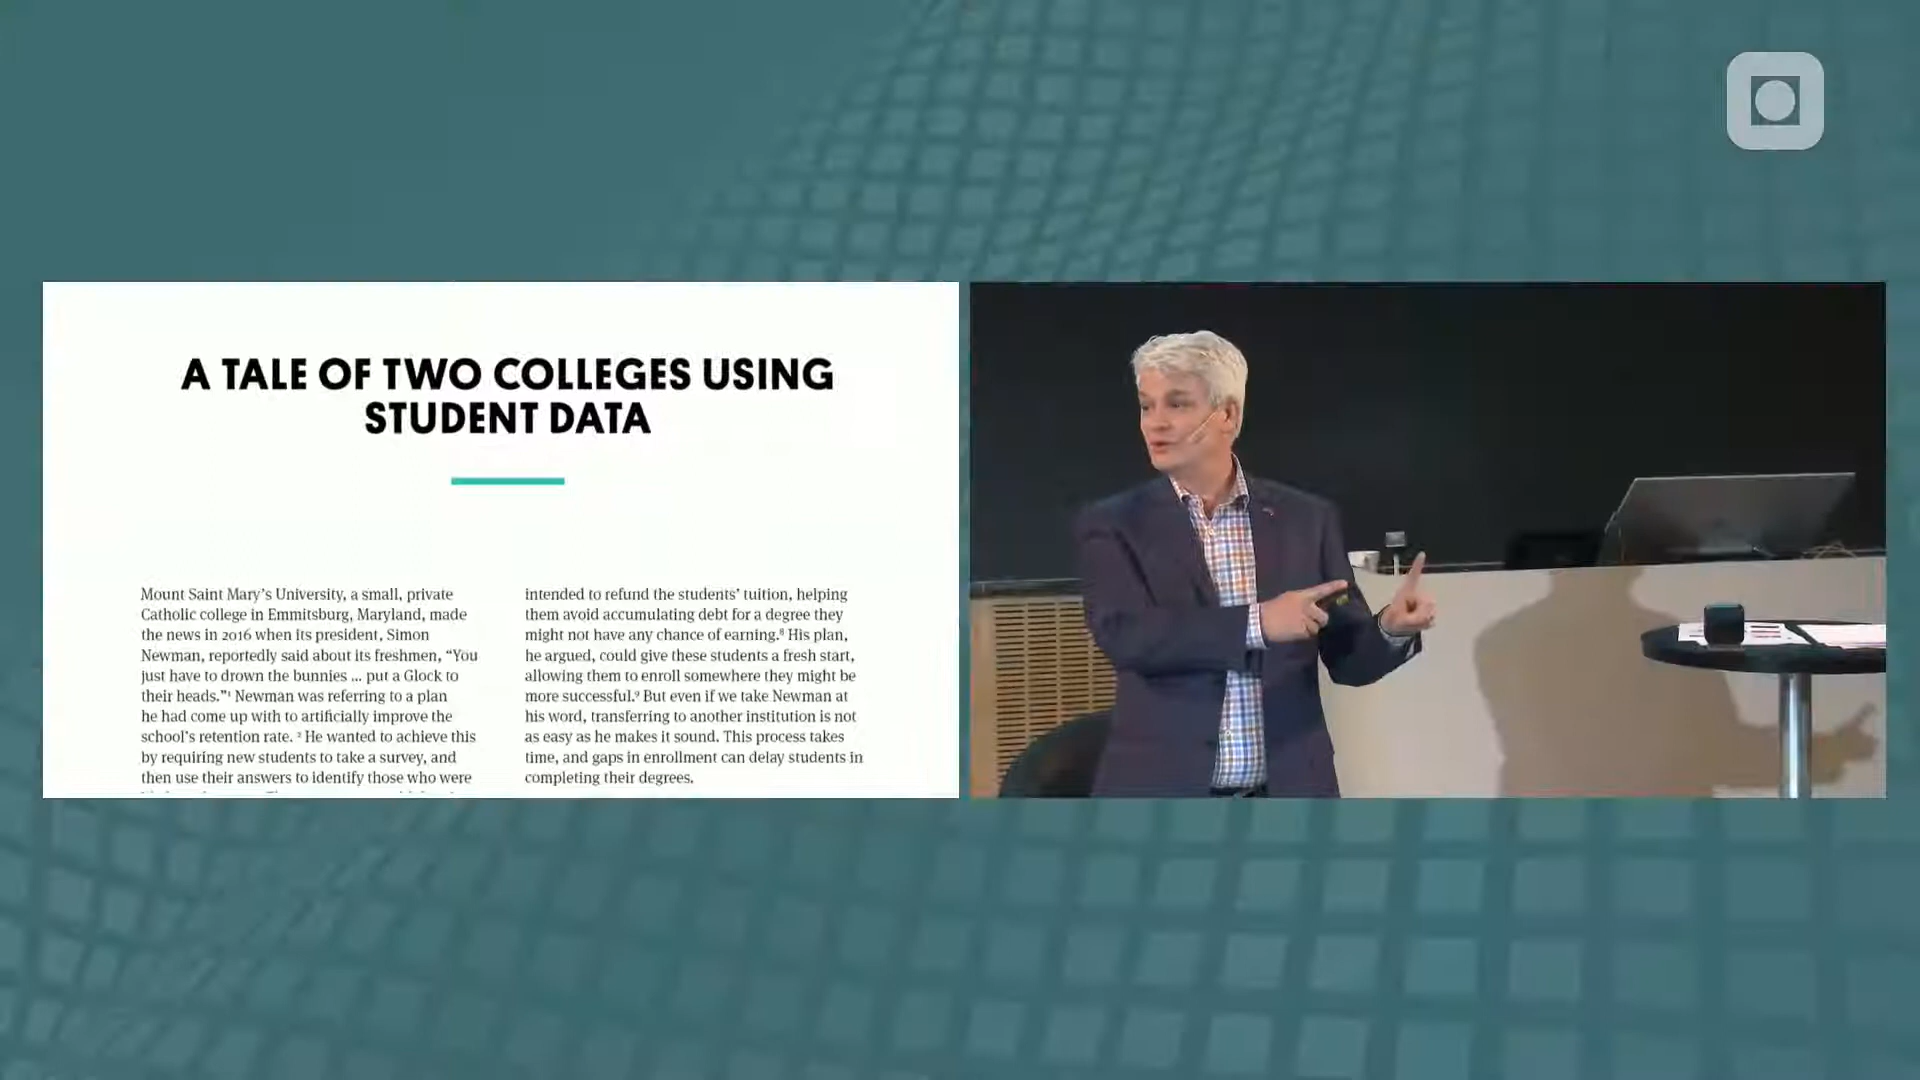 A TALE OF TWO COLLEGES USING
STUDENT DATA
Mount Saint Mary’s University, a small, private
Catholic college in Emmitsburg, Maryland, made
the news in 2016 when its president, Simon
Newman, reportedly said about its freshmen, “You
just have to drown the bunnies ... put a Glock to
their heads.”¹ Newman was referring to a plan
he had come up with to artificially improve the
school’s retention rate. ² He wanted to achieve this
by requiring new students to take a survey, and
then use their answers to identify those who were
intended to refund the students’ tuition, helping
them avoid accumulating debt for a degree they
might not have any chance of earning.⁸ His plan,
he argued, could give these students a fresh start,
allowing them to enroll somewhere they might be
more successful.⁹ But even if we take Newman at
his word, transferring to another institution is not
as easy as he makes it sound. This process takes
time, and gaps in enrollment can delay students in
completing their degrees.